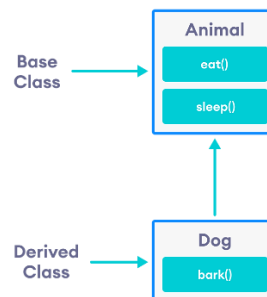 Animal
Base
Class
eat()
sleep()
Dog
Derived
Class
bark()